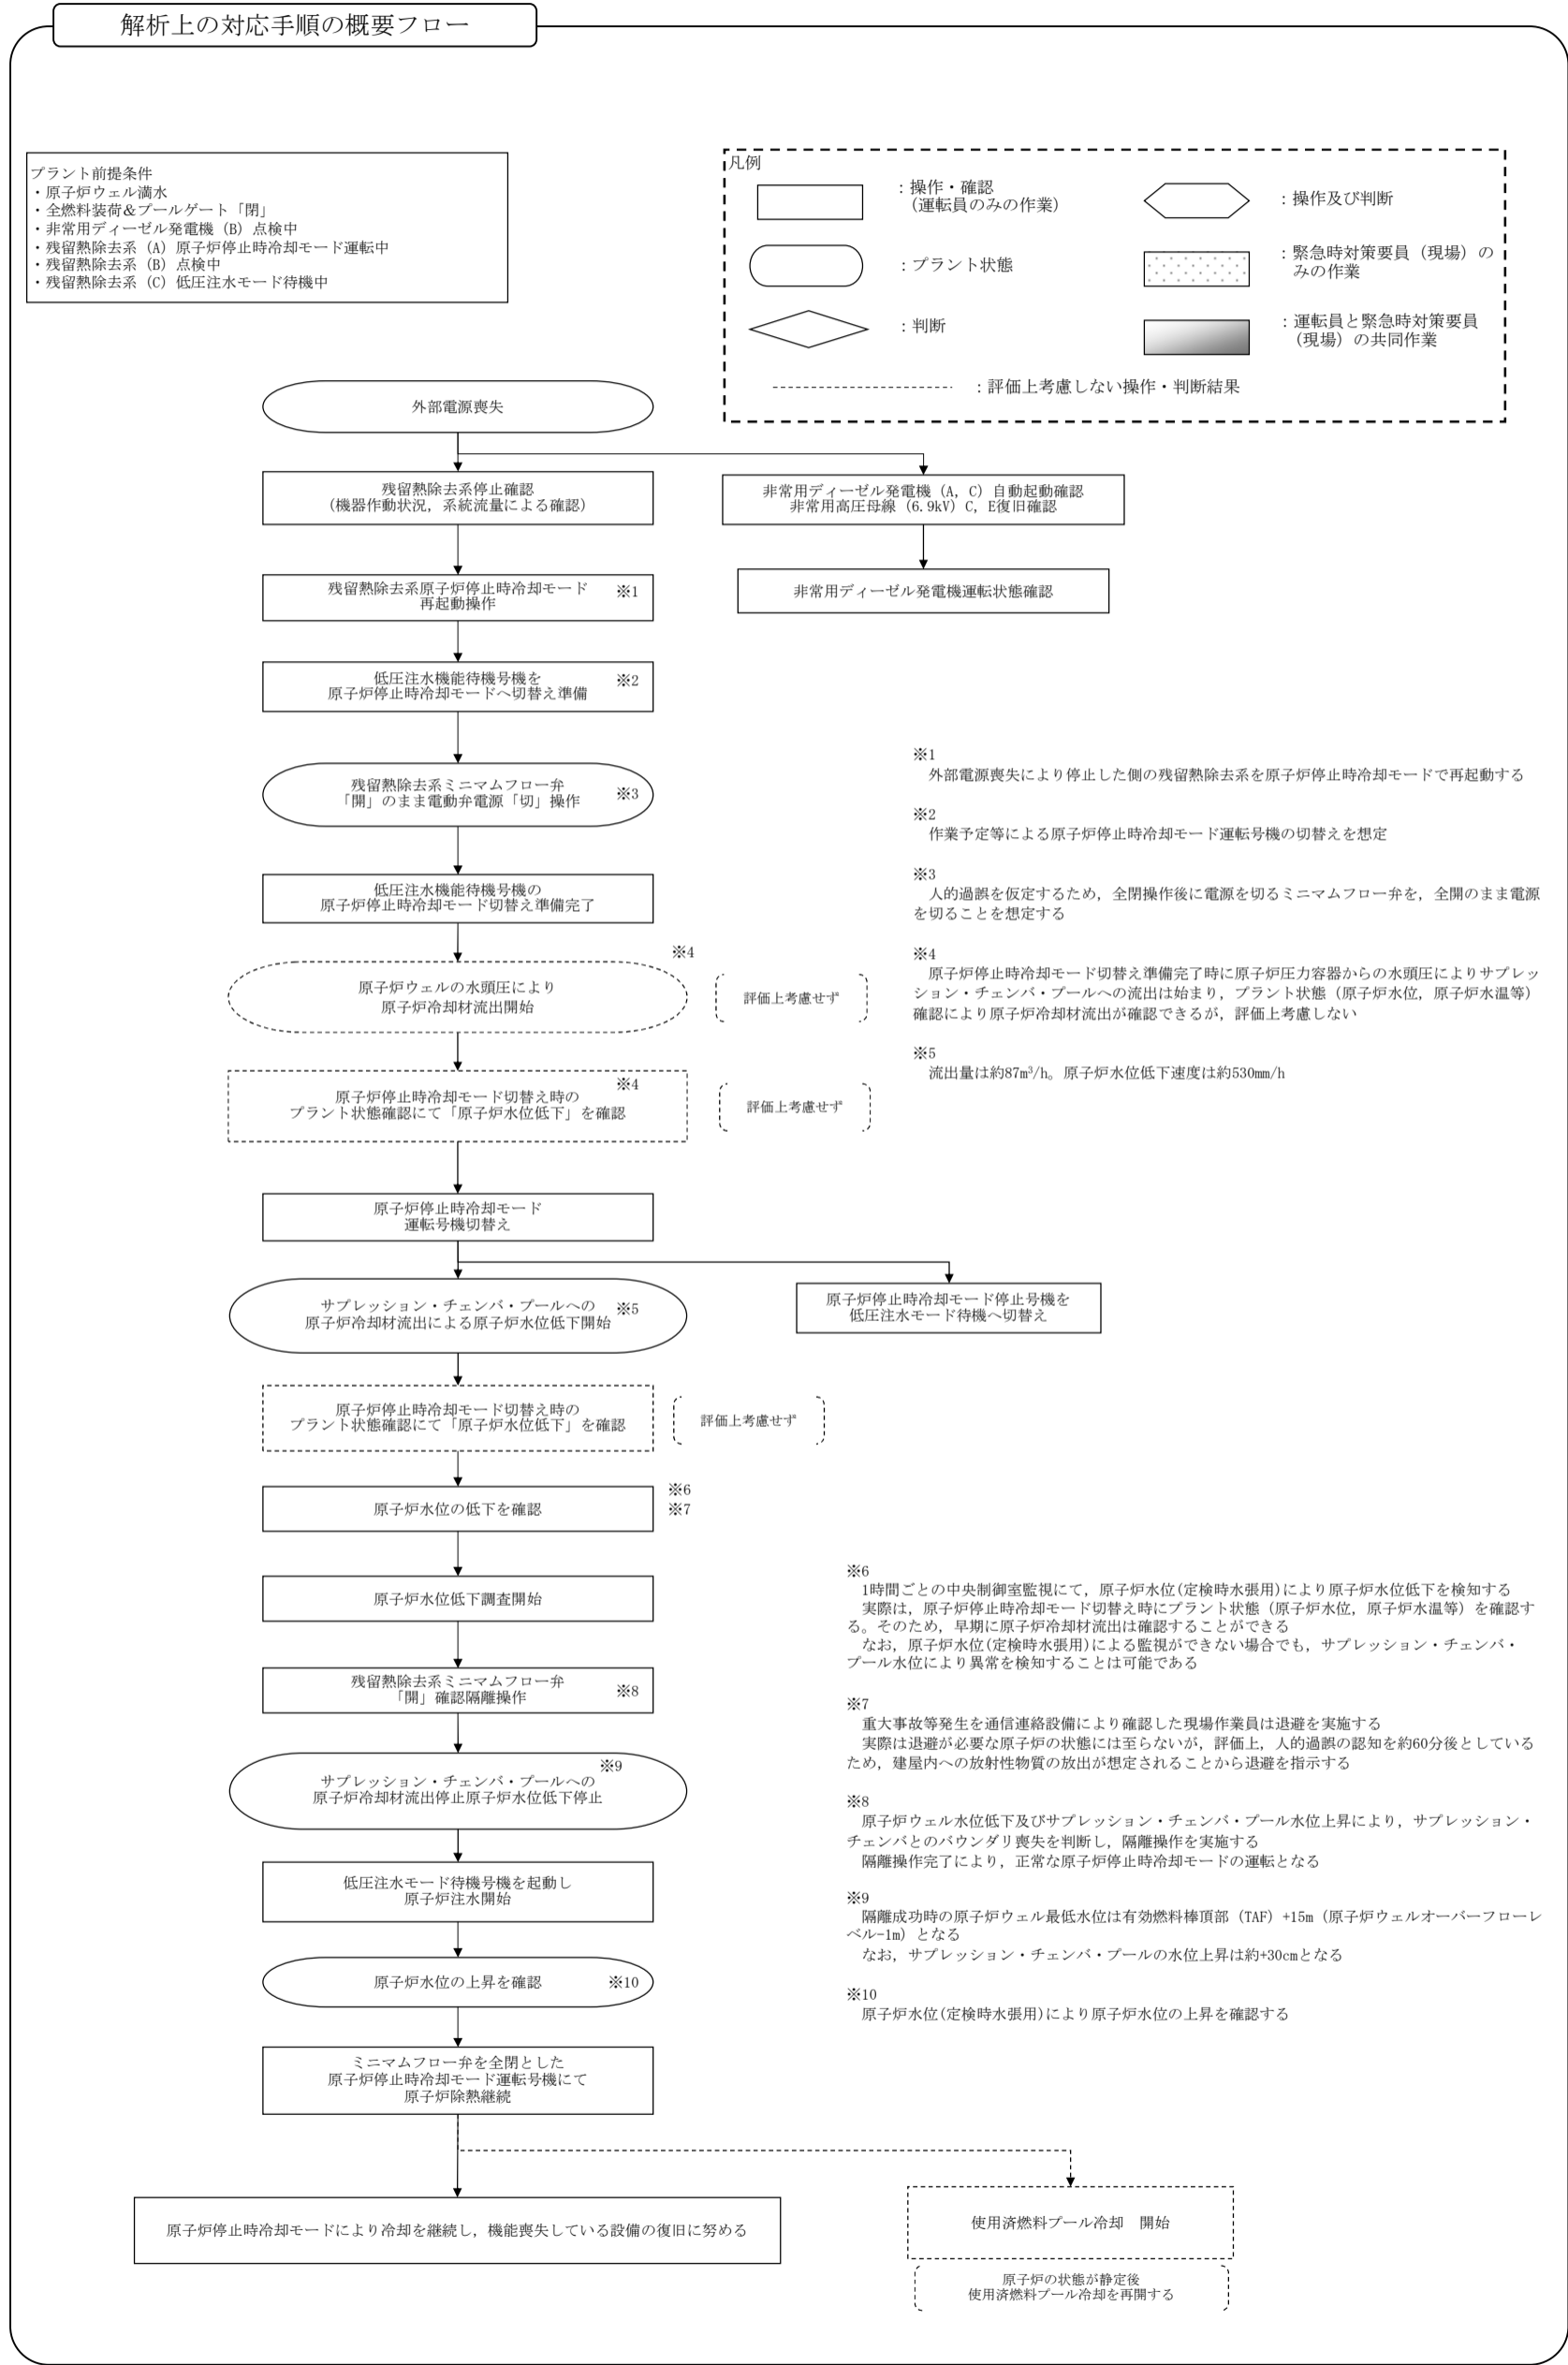 解析上の対応手順の概要フロー
プラント前提条件
・原子炉ウェル満水
・全燃料装荷＆プールゲート「閉」
・非常用ディーゼル発電機（B）点検中
・残留熱除去系（A）原子炉停止時冷却モード運転中
・残留熱除去系（B）点検中
・残留熱除去系（C）低圧注水モード待機中
凡例
：操作・確認
（運転員のみの作業）
：操作及び判断
：プラント状態
：緊急時対策要員（現場）の
みの作業
：判断
：運転員と緊急時対策要員
（現場）の共同作業
：評価上考慮しない操作・判断結果
外部電源喪失
残留熱除去系停止確認
（機器作動状況，系統流量による確認）
非常用ディーゼル発電機（A，C）自動起動確認
非常用高圧母線（6.9kV）C，E復旧確認
残留熱除去系原子炉停止時冷却モード
再起動操作
※1
非常用ディーゼル発電機運転状態確認
低圧注水機能待機号機を
原子炉停止時冷却モードへ切替え準備
※2
残留熱除去系ミニマムフロー弁
「開」のまま電動弁電源「切」操作
※3
低圧注水機能待機号機の
原子炉停止時冷却モード切替え準備完了
※4
原子炉ウェルの水頭圧により
原子炉冷却材流出開始
評価上考慮せず
※4
原子炉停止時冷却モード切替え時の
プラント状態確認にて「原子炉水位低下」を確認
評価上考慮せず
※1
外部電源喪失により停止した側の残留熱除去系を原子炉停止時冷却モードで再起動する
※2
作業予定等による原子炉停止時冷却モード運転号機の切替えを想定
※3
人的過誤を仮定するため，全閉操作後に電源を切るミニマムフロー弁を，全開のまま電源
を切ることを想定する
※4
原子炉停止時冷却モード切替え準備完了時に原子炉圧力容器からの水頭圧によりサプレッ
ション・チェンバ・プールへの流出は始まり，プラント状態（原子炉水位，原子炉水温等）
確認により原子炉冷却材流出が確認できるが，評価上考慮しない
※5
流出量は約87m³/h。原子炉水位低下速度は約530mm/h
原子炉停止時冷却モード
運転号機切替え
サプレッション・チェンバ・プールへの
原子炉冷却材流出による原子炉水位低下開始
※5
原子炉停止時冷却モード停止号機を
低圧注水モード待機へ切替え
原子炉停止時冷却モード切替え時の
プラント状態確認にて「原子炉水位低下」を確認
評価上考慮せず
原子炉水位の低下を確認
※6
※7
原子炉水位低下調査開始
残留熱除去系ミニマムフロー弁
「開」確認隔離操作
※8
※9
サプレッション・チェンバ・プールへの
原子炉冷却材流出停止原子炉水位低下停止
低圧注水モード待機号機を起動し
原子炉注水開始
原子炉水位の上昇を確認
※10
ミニマムフロー弁を全閉とした
原子炉停止時冷却モード運転号機にて
原子炉除熱継続
※6
1時間ごとの中央制御室監視にて，原子炉水位(定検時水張用)により原子炉水位低下を検知する
実際は，原子炉停止時冷却モード切替え時にプラント状態（原子炉水位，原子炉水温等）を確認す
る。そのため，早期に原子炉冷却材流出は確認することができる
なお，原子炉水位(定検時水張用)による監視ができない場合でも，サプレッション・チェンバ・
プール水位により異常を検知することは可能である
※7
重大事故等発生を通信連絡設備により確認した現場作業員は退避を実施する
実際は退避が必要な原子炉の状態には至らないが，評価上，人的過誤の認知を約60分後としている
ため，建屋内への放射性物質の放出が想定されることから退避を指示する
※8
原子炉ウェル水位低下及びサプレッション・チェンバ・プール水位上昇により，サプレッション・
チェンバとのバウンダリ喪失を判断し，隔離操作を実施する
隔離操作完了により，正常な原子炉停止時冷却モードの運転となる
※9
隔離成功時の原子炉ウェル最低水位は有効燃料棒頂部（TAF）+15m（原子炉ウェルオーバーフローレ
ベル-1m）となる
なお，サプレッション・チェンバ・プールの水位上昇は約+30cmとなる
※10
原子炉水位(定検時水張用)により原子炉水位の上昇を確認する
原子炉停止時冷却モードにより冷却を継続し，機能喪失している設備の復旧に努める
使用済燃料プール冷却　開始
原子炉の状態が静定後
使用済燃料プール冷却を再開する